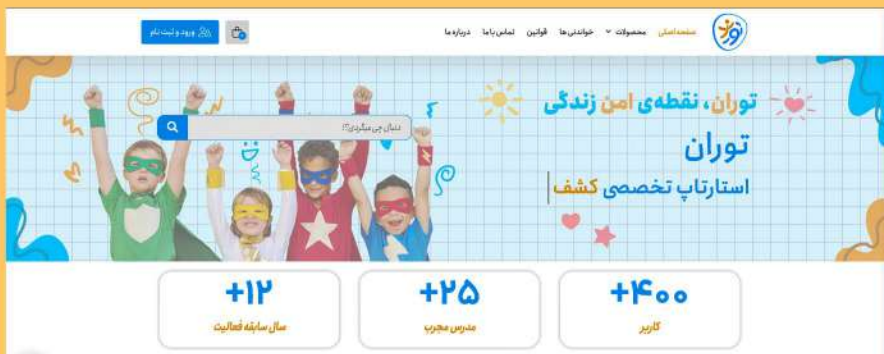 توران
صفحه اصلی
محصولات
خواندنی ها
قوانین
تماس با ما
درباره ما
ورود و ثبت نام
توران، نقطه‌ی امن زندگی
توران
استارتاپ تخصصی کشف
دنبال چی میگردی؟!
+۴۰۰
کاربر
+۲۵
مدرس مجرب
+۱۲
سال سابقه فعالیت